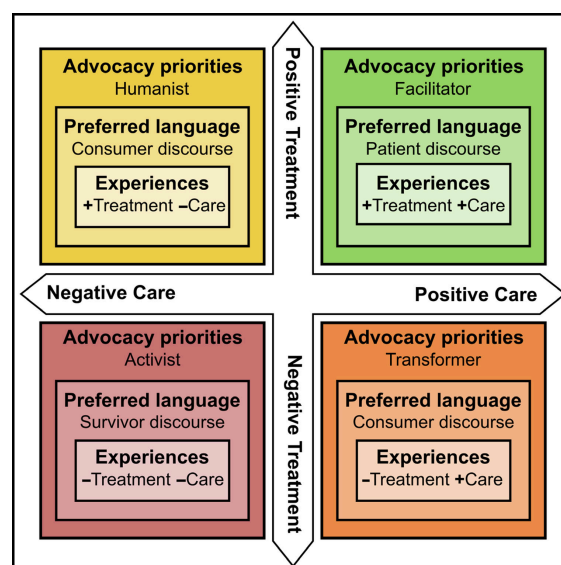 Advocacy priorities
Humanist
Preferred language
Consumer discourse
Experiences
+Treatment –Care
Positive Treatment
Advocacy priorities
Facilitator
Preferred language
Patient discourse
Experiences
+Treatment +Care
Negative Care
Positive Care
Advocacy priorities
Activist
Preferred language
Survivor discourse
Experiences
–Treatment –Care
Negative Treatment
Advocacy priorities
Transformer
Preferred language
Consumer discourse
Experiences
–Treatment +Care